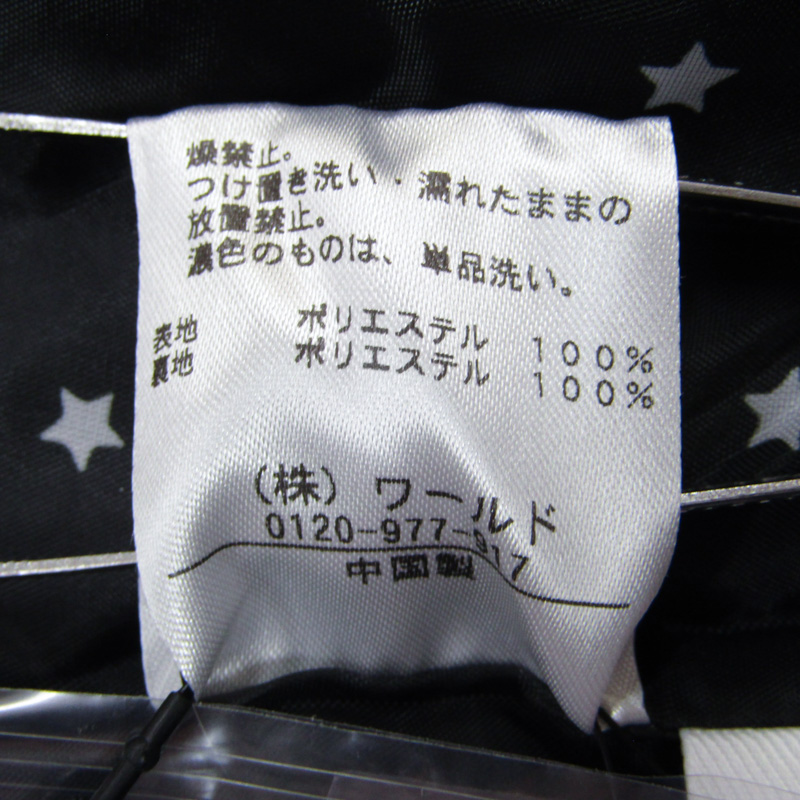 燥禁止。
つけ置き洗い・濡れたままの
放置禁止。
濃色のものは、単品洗い。
表地 ポリエステル 100%
裏地 ポリエステル 100%
(株) ワールド
0120-977-917
中国製